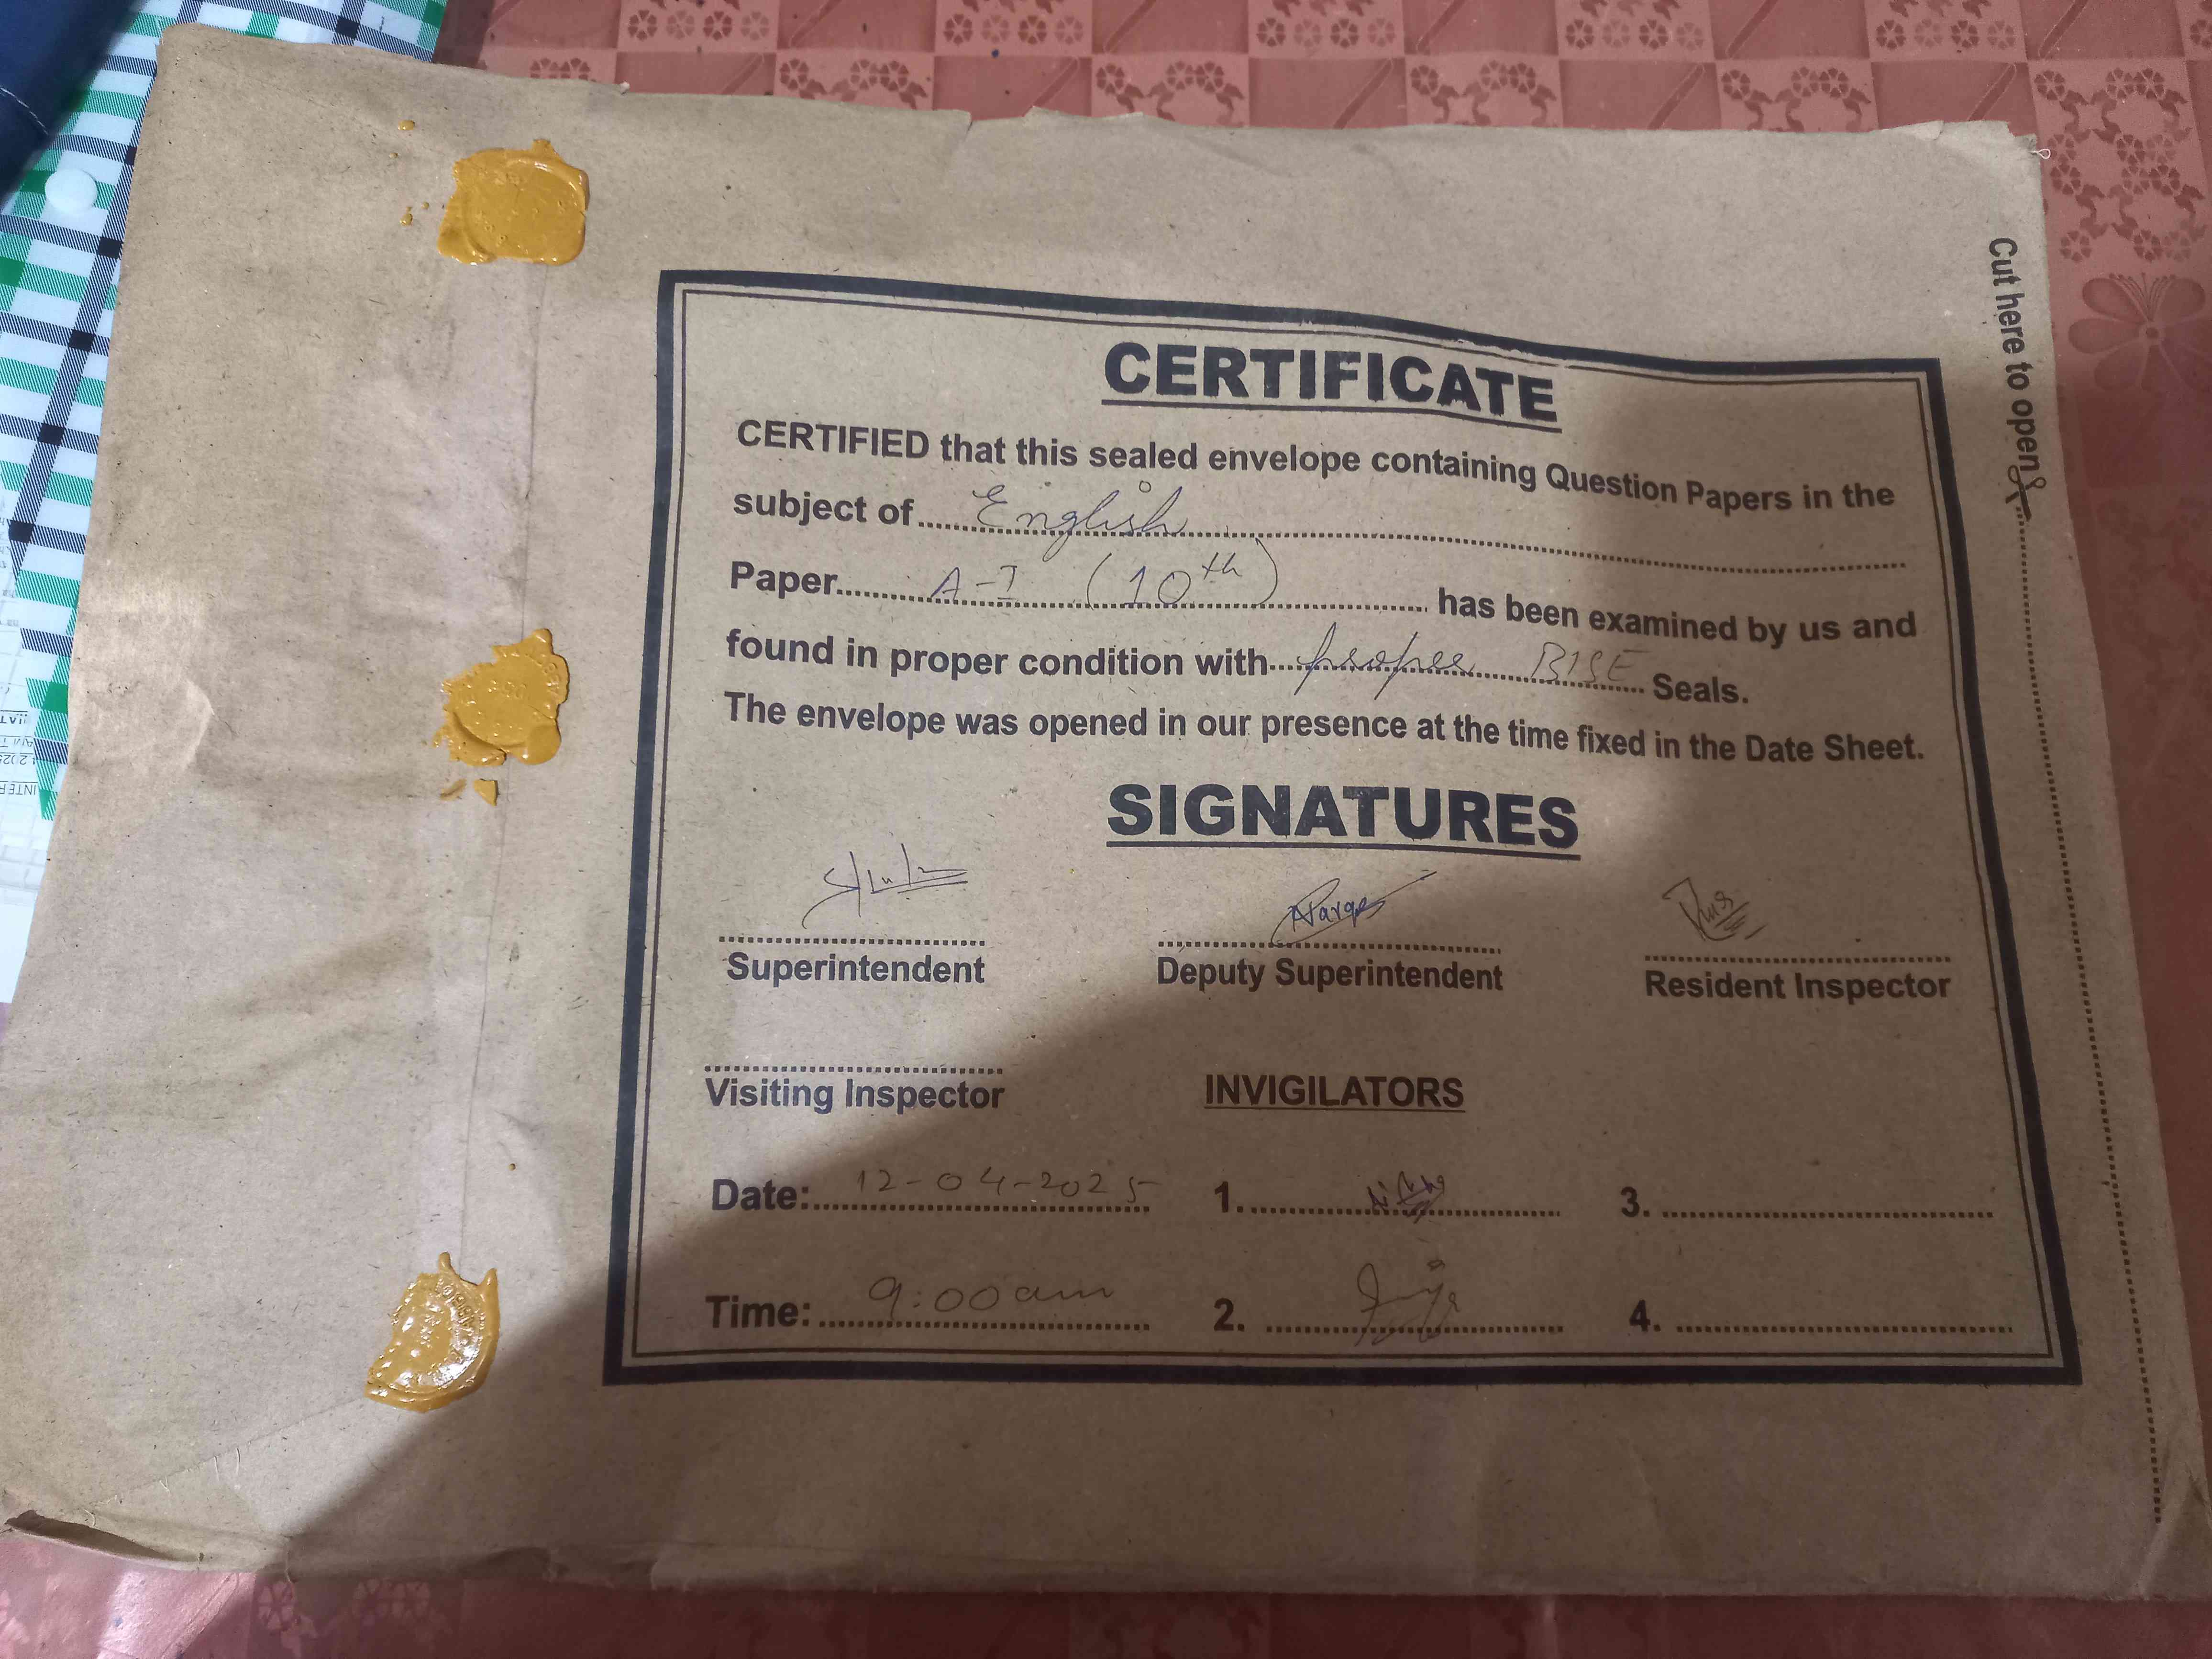 CERTIFICATE
CERTIFIED that this sealed envelope containing Question Papers in the
subject of English
Paper A-I (10th) has been examined by us and
found in proper condition with proper BISE Seals.
The envelope was opened in our presence at the time fixed in the Date Sheet.
SIGNATURES
Superintendent
Deputy Superintendent
Resident Inspector
Visiting Inspector
INVIGILATORS
Date: 12-04-2025
1.
3.
Time: 9:00am
2.
4.
Cut here to open